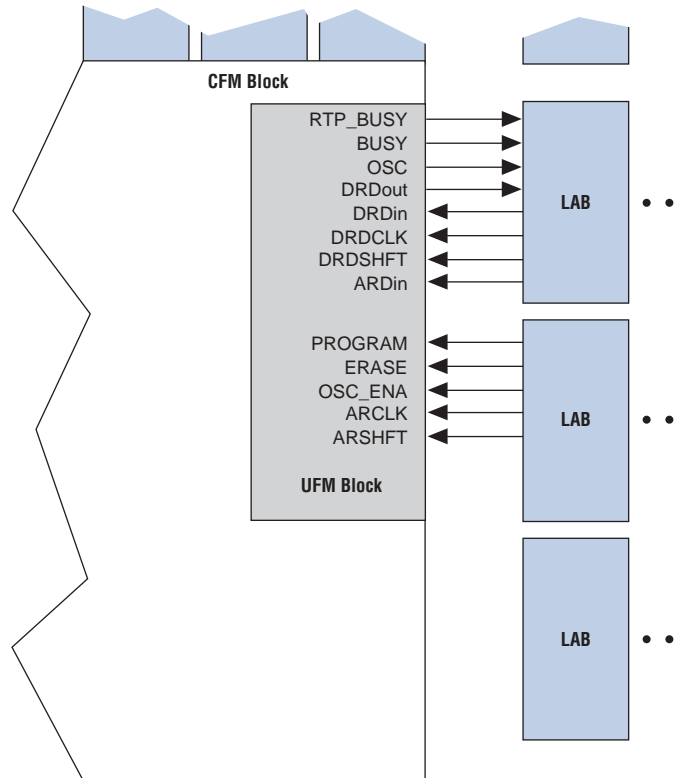 CFM Block
RTP_BUSY
BUSY
OSC
DRDout
DRDin
DRDCLK
DRDSHFT
ARDin
LAB
PROGRAM
ERASE
OSC_ENA
ARCLK
ARSHFT
LAB
UFM Block
LAB